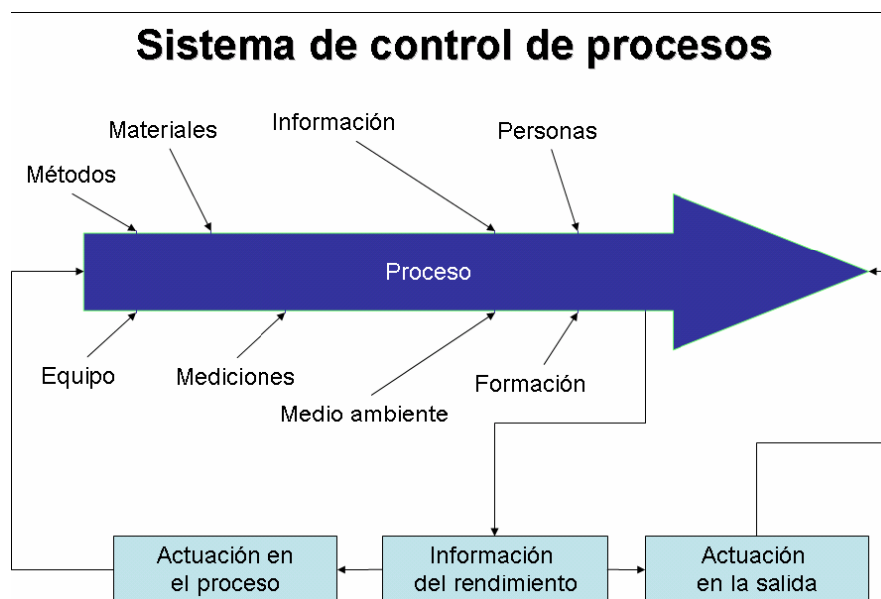 Sistema de control de procesos
Información
Materiales
Personas
Métodos
Proceso
Equipo
Mediciones
Formación
Medio ambiente
Actuación en
el proceso
Información
del rendimiento
Actuación
en la salida